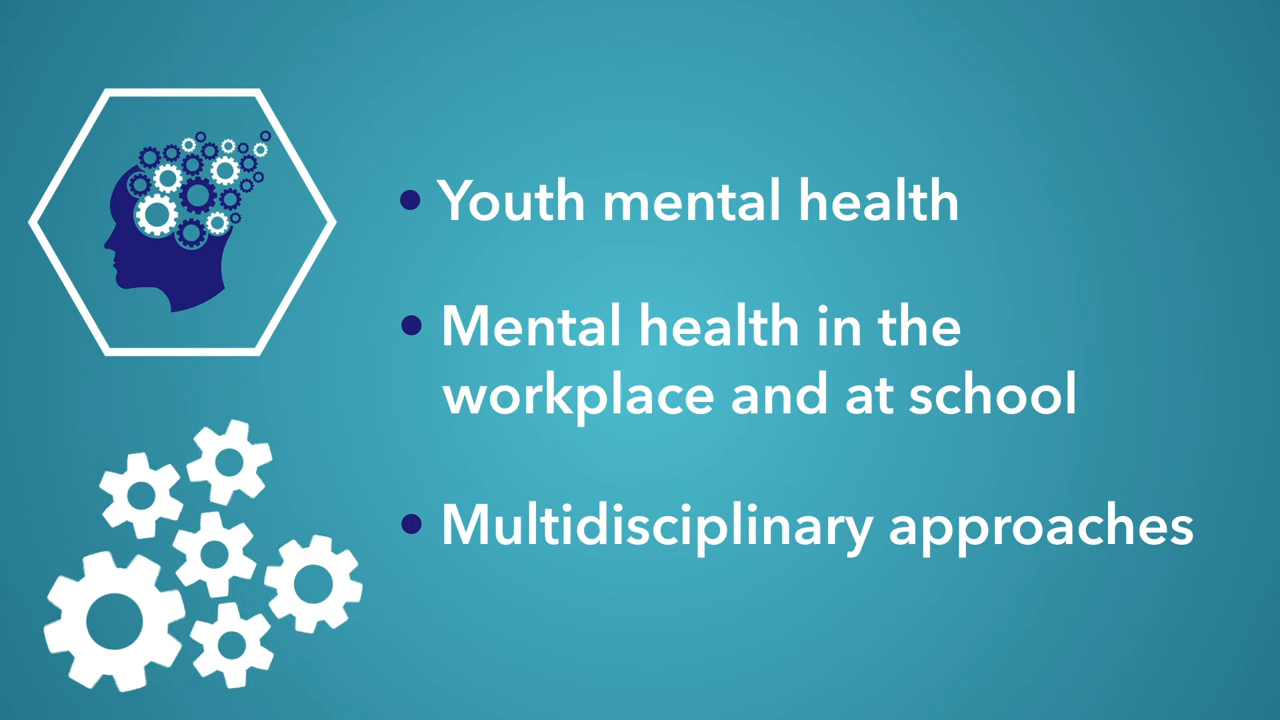 • Youth mental health
• Mental health in the
workplace and at school
• Multidisciplinary approaches